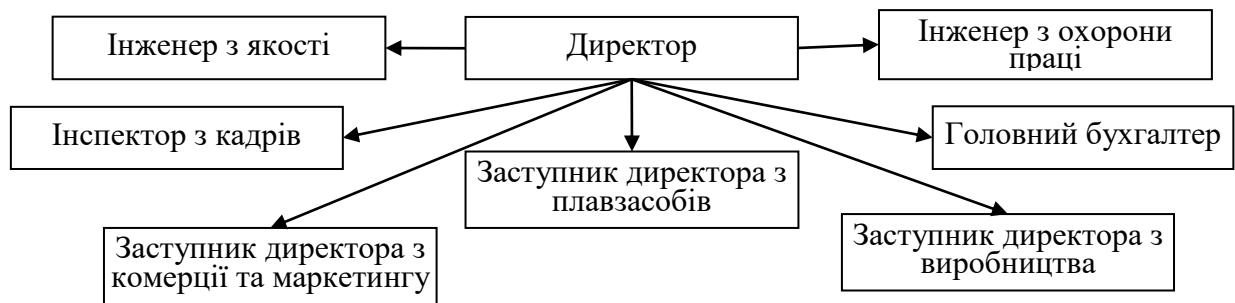 Інженер з якості
Директор
Інженер з охорони
праці
Інспектор з кадрів
Головний бухгалтер
Заступник директора з
плавзасобів
Заступник директора з
комерції та маркетингу
Заступник директора з
виробництва